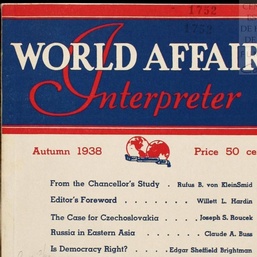 1752
1752
WORLD AFFAIR
Interpreter
Autumn 1938
Price 50 ce
From the Chancellor's Study . Rufus B. von KleinSmid
Editor's Foreword . . . . . . Willett L. Hardin
The Case for Czechoslovakia . . . . Joseph S. Roucek
Russia in Eastern Asia . . . . . Claude A. Buss
Is Democracy Right? . . . Edgar Sheffield Brightman